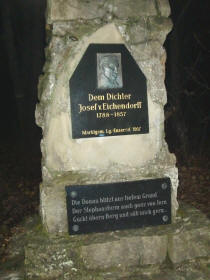 Dem Dichter
Josef v. Eichendorff
1788 - 1857
Die Donau blitzt aus tiefem Grund
Der Stephansturm auch ganz von fern
Guckt übern Berg und säh mich gern..